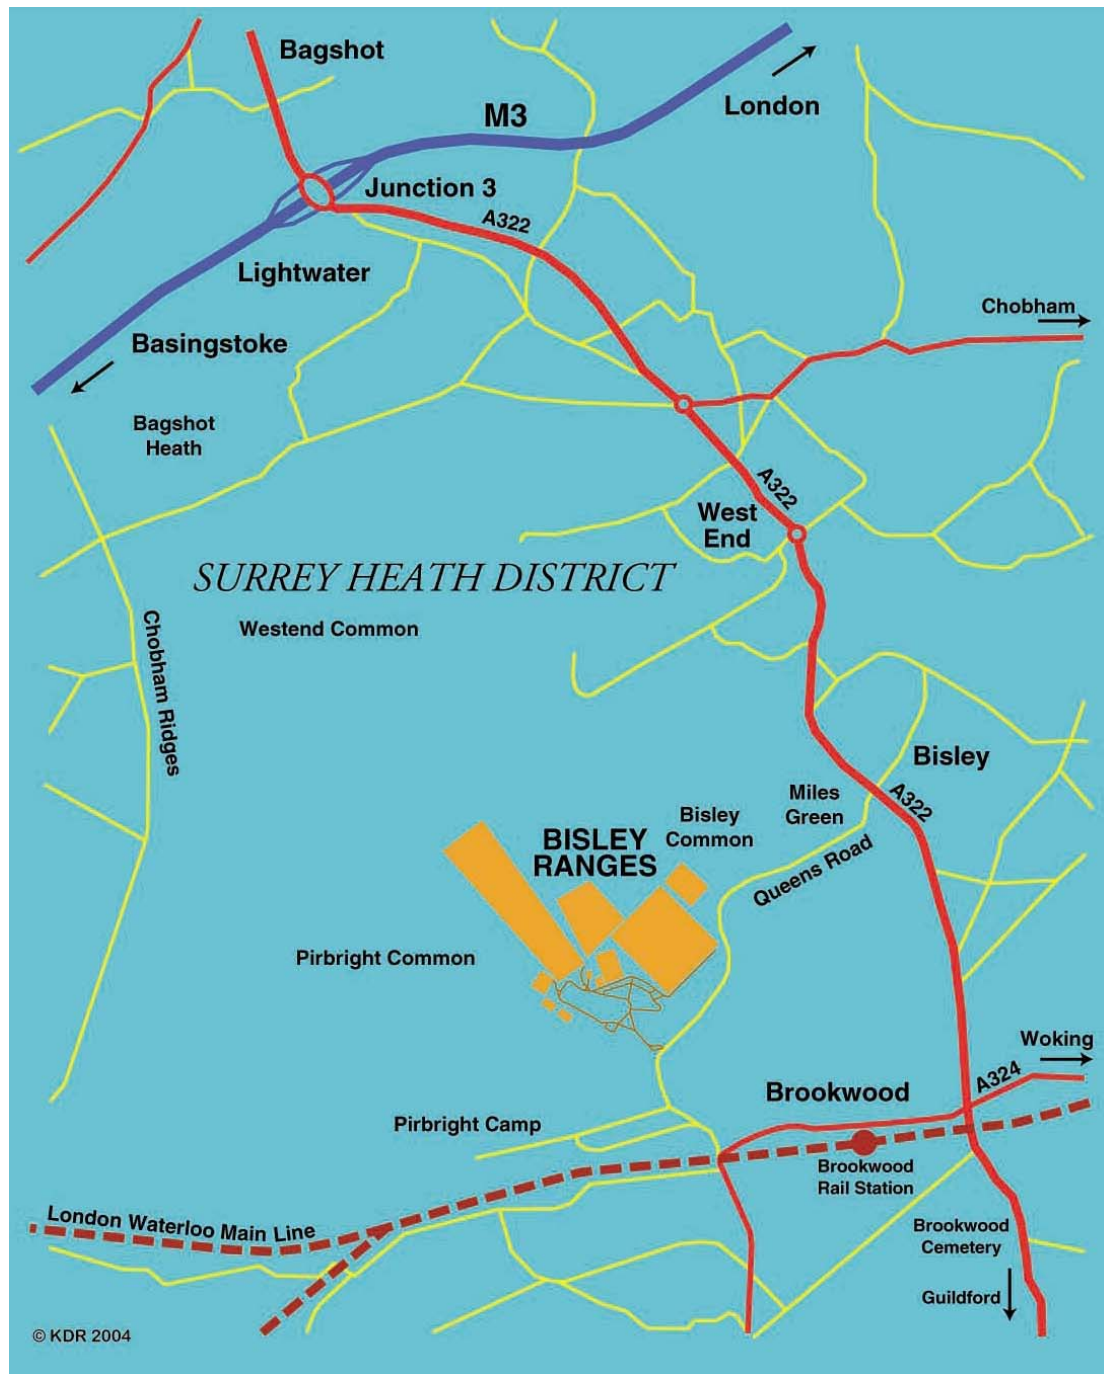 Bagshot
M3
London
Junction 3
A322
Lightwater
Chobham
Basingstoke
Bagshot
Heath
A322
West
End
SURREY HEATH DISTRICT
Westend Common
Chobham Ridges
Bisley
Miles
Green
A322
Bisley
Common
BISLEY
RANGES
Queens Road
Pirbright Common
Woking
A324
Brookwood
Pirbright Camp
Brookwood
Rail Station
London Waterloo Main Line
Brookwood
Cemetery
Guildford
© KDR 2004